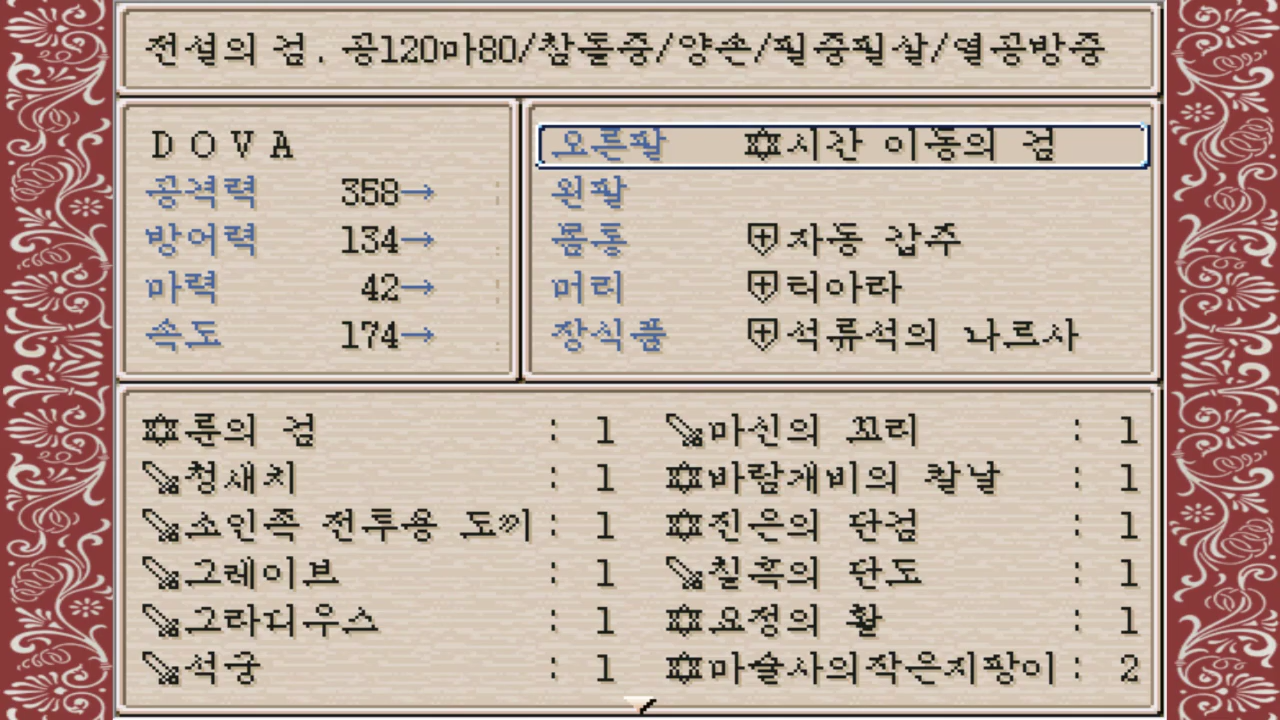 전설의 검. 공120마80/참돌중/양손/필중필살/열공방중
DOVA
공격력 358→ :
방어력 134→ :
마력 42→ :
속도 174→ :
오른팔 시간 이동의 검
왼팔
몸통 자동 갑주
머리 티아라
장식품 석류석의 나르사
룬의 검 : 1 마신의 꼬리 : 1
청새치 : 1 바람개비의 칼날 : 1
소인족 전투용 도끼 : 1 진은의 단검 : 1
그레이브 : 1 칠흑의 단도 : 1
그라디우스 : 1 요정의 활 : 1
석궁 : 1 마술사의작은지팡이 : 2